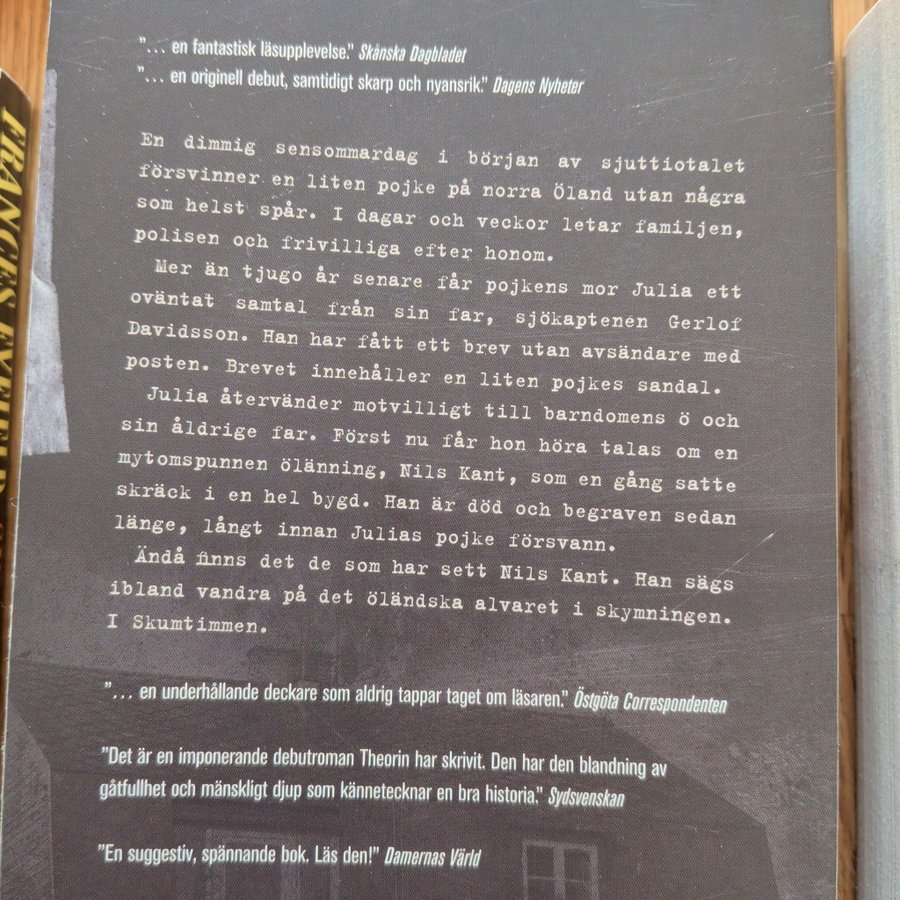 "... en fantastisk läsupplevelse." Skånska Dagbladet
"... en originell debut, samtidigt skarp och nyansrik." Dagens Nyheter
En dimmig sensommardag i början av sjuttiotalet
försvinner en liten pojke på norra Öland utan några
som helst spår. I dagar och veckor letar familjen,
polisen och frivilliga efter honom.
Mer än tjugo år senare får pojkens mor Julia ett
oväntat samtal från sin far, sjökaptenen Gerlof
Davidsson. Han har fått ett brev utan avsändare med
posten. Brevet innehåller en liten pojkes sandal.
Julia återvänder motvilligt till barndomens ö och
sin åldrige far. Först nu får hon höra talas om en
mytomspunnen ölänning, Nils Kant, som en gång satte
skräck i en hel bygd. Han är död och begraven sedan
länge, långt innan Julias pojke försvann.
Ändå finns det de som har sett Nils Kant. Han sägs
ibland vandra på det öländska alvaret i skymningen.
I Skumtimmen.
"... en underhållande deckare som aldrig tappar taget om läsaren." Östgöta Correspondenten
"Det är en imponerande debutroman Theorin har skrivit. Den har den blandning av
gåtfullhet och mänskligt djup som kännetecknar en bra historia." Sydsvenskan
"En suggestiv, spännande bok. Läs den!" Damernas Värld
FRANCES